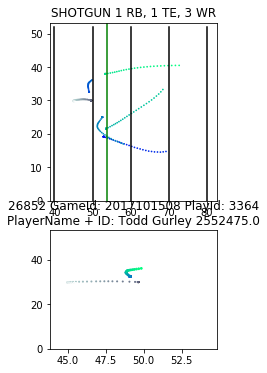 SHOTGUN 1 RB, 1 TE, 3 WR
50
40
30
20
10
0
40 50 60 70 80
26852 GameId: 2017101508 PlayId: 3364
PlayerName + ID: Todd Gurley 2552475.0
40
20
0
45.0 47.5 50.0 52.5